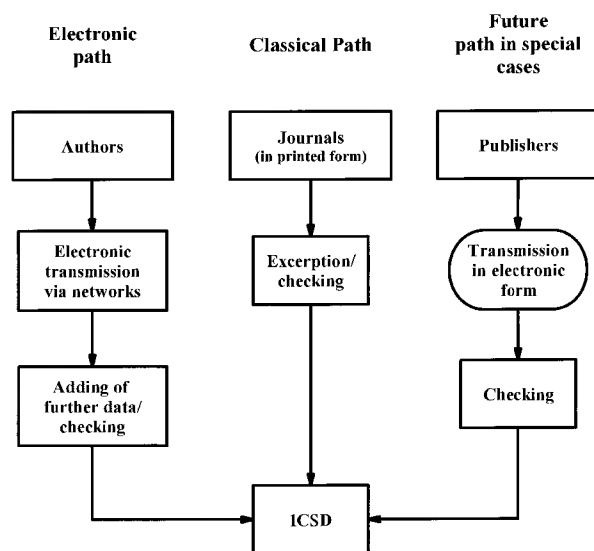 Electronic
path
Classical Path
Future
path in special
cases
Authors
Journals
(in printed form)
Publishers
Electronic
transmission
via networks
Excerption/
checking
Transmission
in electronic
form
Adding of
further data/
checking
Checking
ICSD